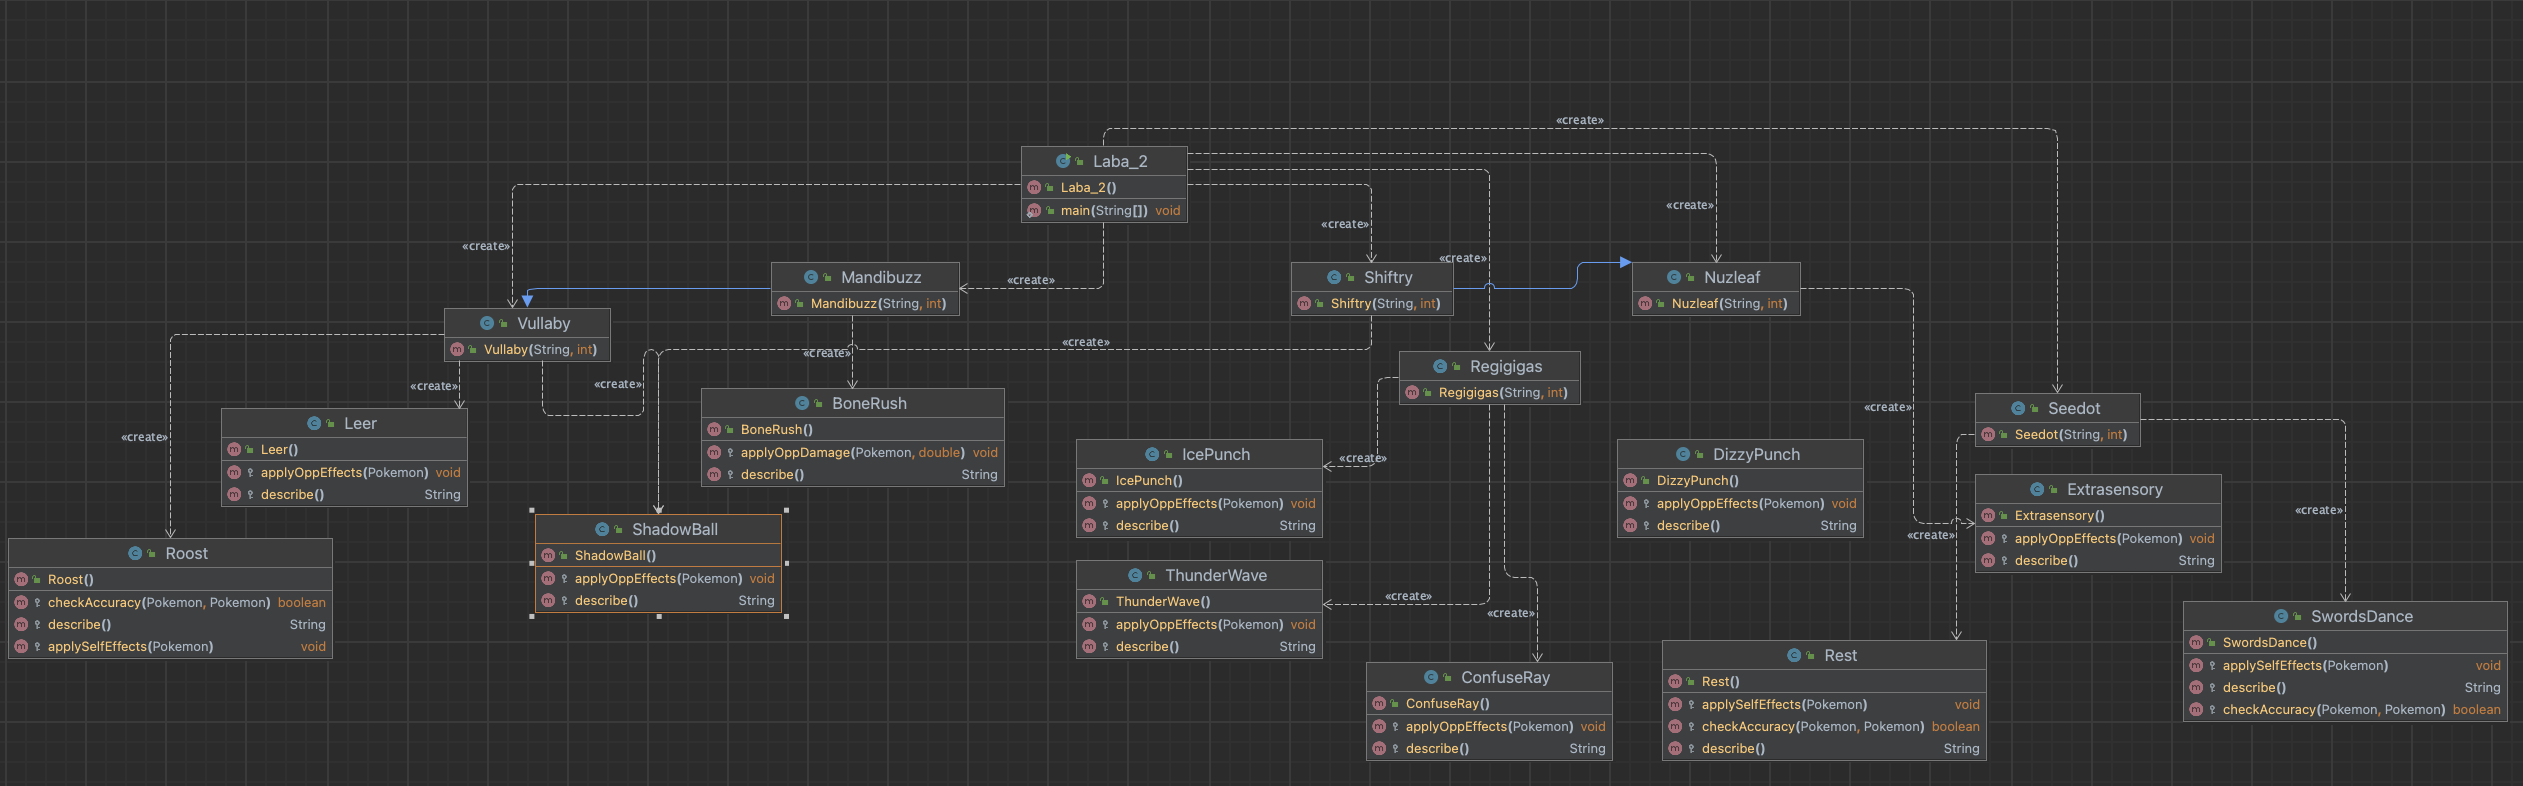 «create»
Laba_2
Laba_2()
main(String[]) void
«create»
«create»
«create»
«create»
Mandibuzz
Mandibuzz(String, int)
«create»
Shiftry
Shiftry(String, int)
Nuzleaf
Nuzleaf(String, int)
Vullaby
Vullaby(String, int)
«create»
«create»
Regigigas
Regigigas(String, int)
«create»
«create»
«create»
Seedot
Seedot(String, int)
«create»
Leer
Leer()
applyOppEffects(Pokemon) void
describe() String
BoneRush
BoneRush()
applyOppDamage(Pokemon, double) void
describe() String
IcePunch
IcePunch()
applyOppEffects(Pokemon) void
describe() String
«create»
DizzyPunch
DizzyPunch()
applyOppEffects(Pokemon) void
describe() String
Extrasensory
Extrasensory()
applyOppEffects(Pokemon) void
describe() String
«create»
«create»
ShadowBall
ShadowBall()
applyOppEffects(Pokemon) void
describe() String
Roost
Roost()
checkAccuracy(Pokemon, Pokemon) boolean
describe() String
applySelfEffects(Pokemon) void
ThunderWave
ThunderWave()
applyOppEffects(Pokemon) void
describe() String
«create»
«create»
ConfuseRay
ConfuseRay()
applyOppEffects(Pokemon) void
describe() String
Rest
Rest()
applySelfEffects(Pokemon) void
checkAccuracy(Pokemon, Pokemon) boolean
describe() String
SwordsDance
SwordsDance()
applySelfEffects(Pokemon) void
describe() String
checkAccuracy(Pokemon, Pokemon) boolean